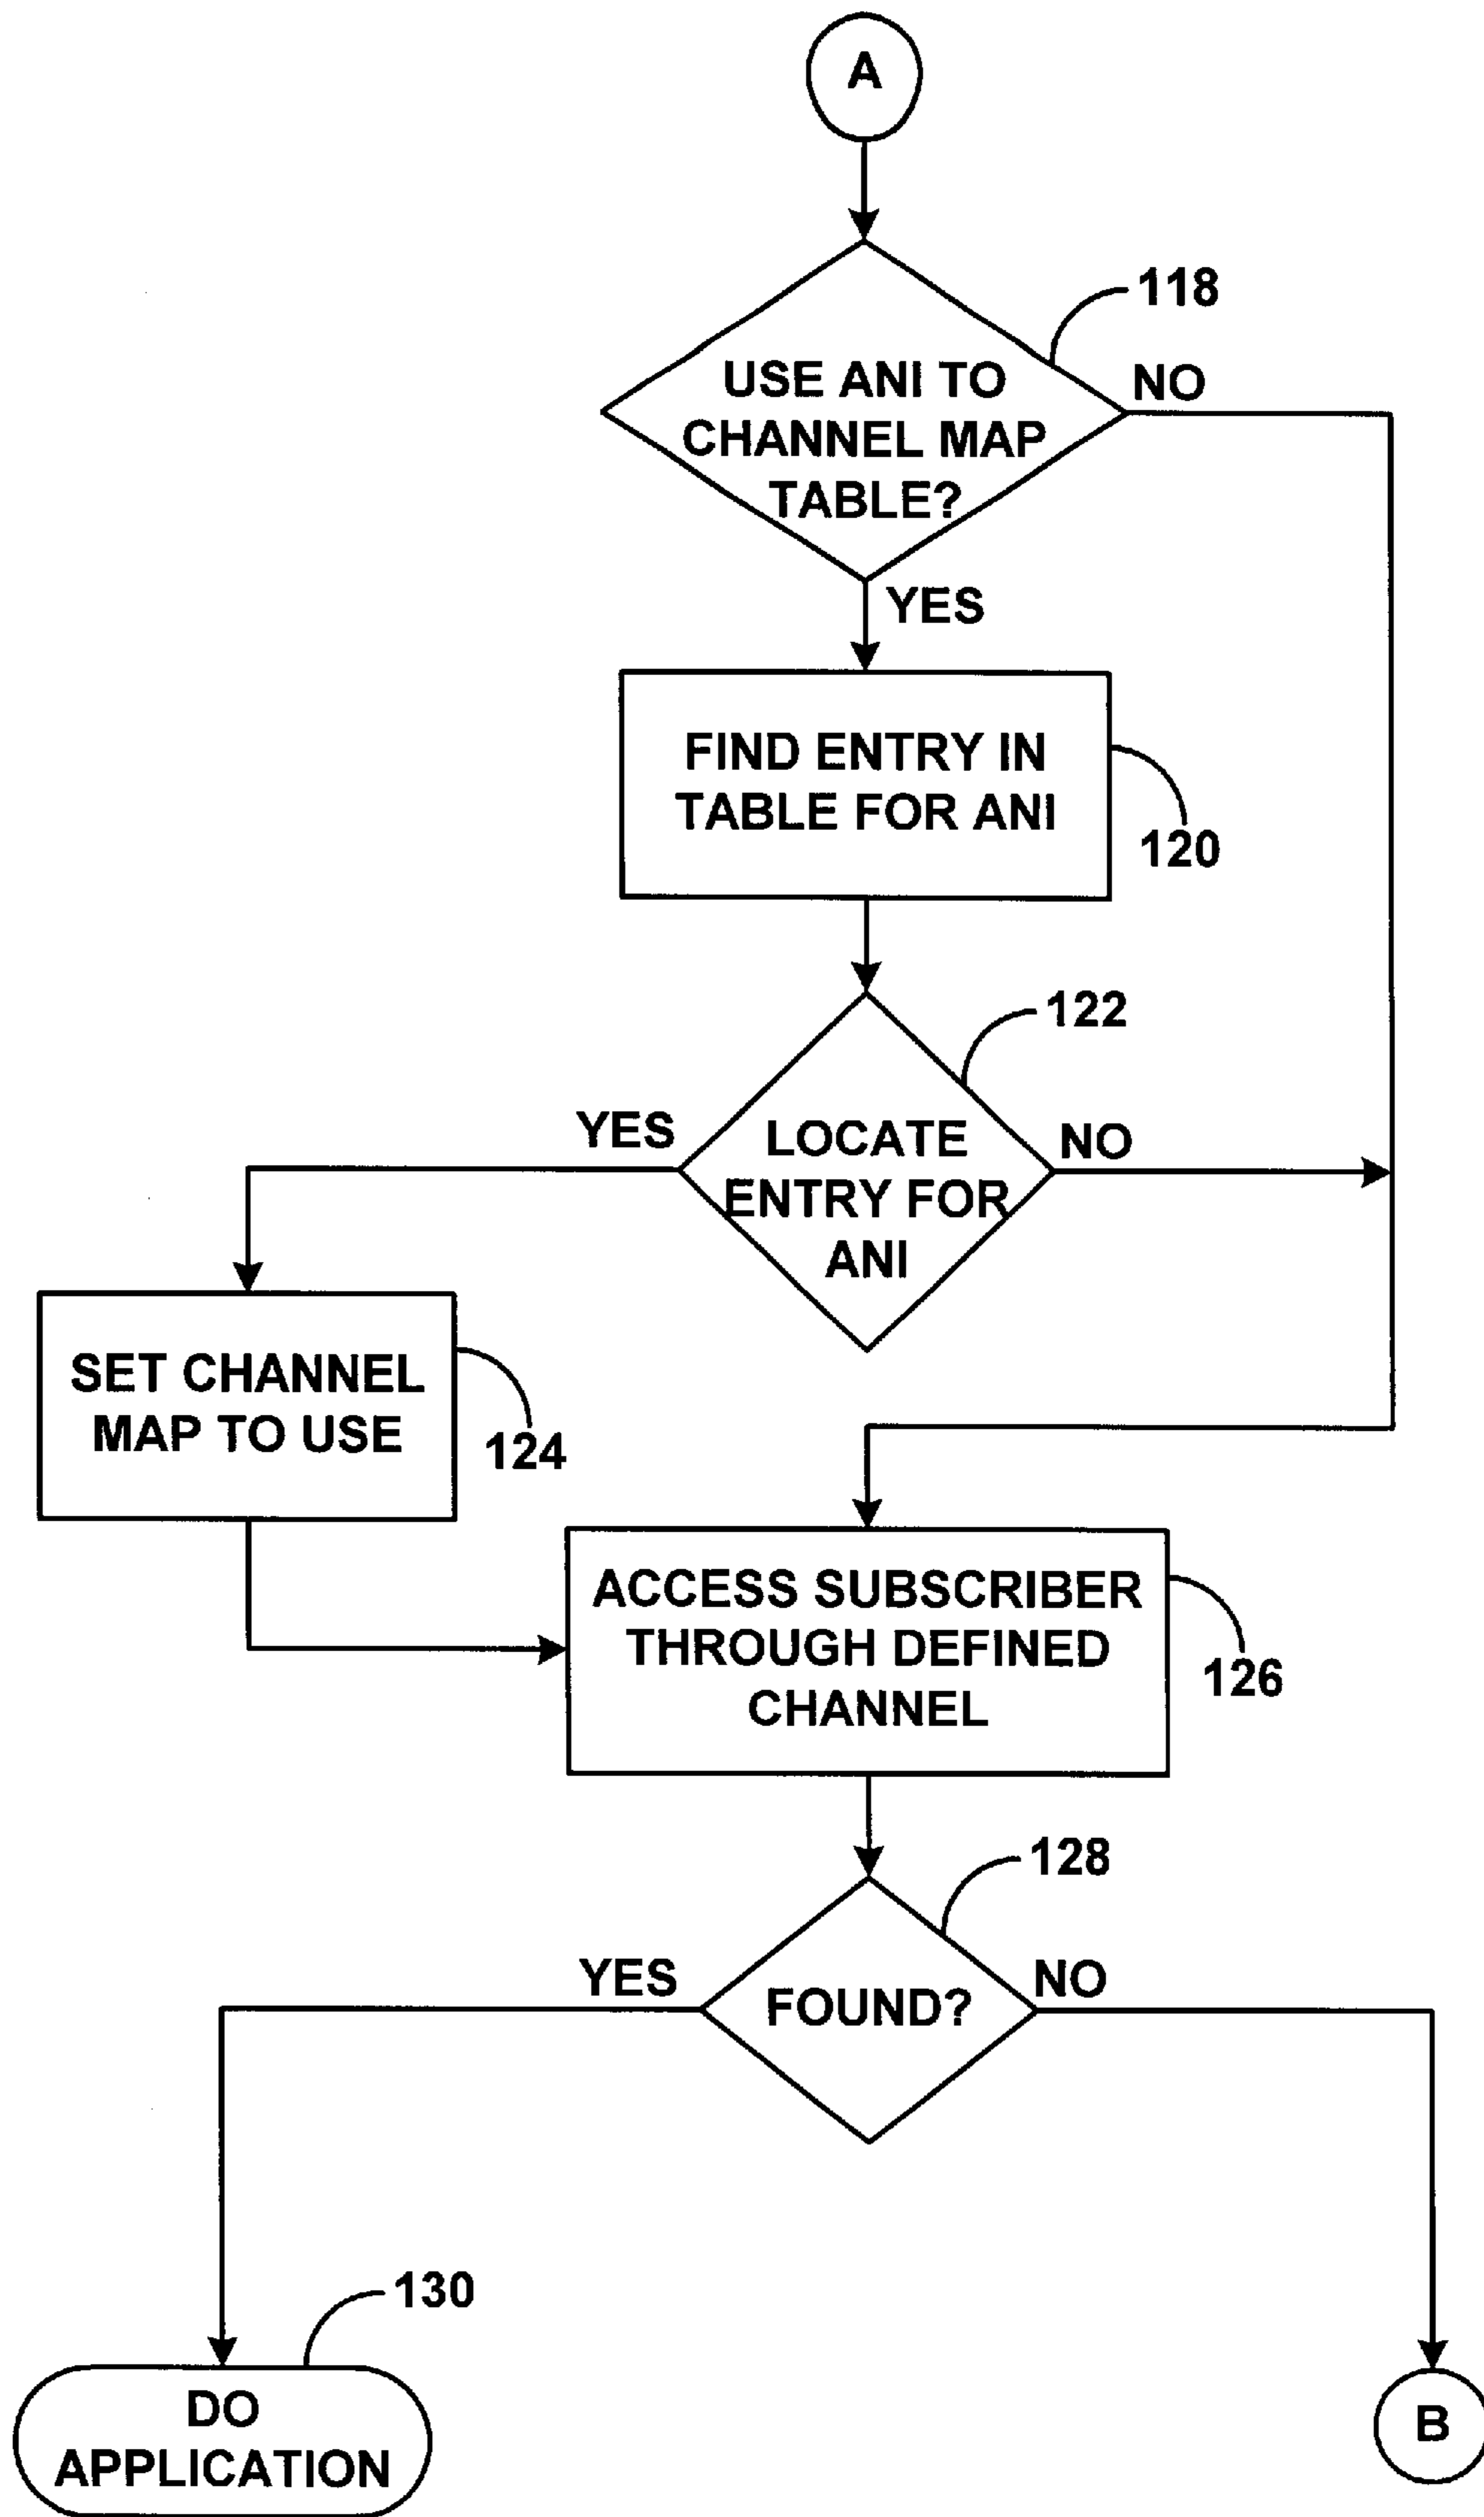 A
118
USE ANI TO
CHANNEL MAP
TABLE?
NO
YES
FIND ENTRY IN
TABLE FOR ANI
120
122
YES
LOCATE
ENTRY FOR
ANI
NO
SET CHANNEL
MAP TO USE
124
ACCESS SUBSCRIBER
THROUGH DEFINED
CHANNEL
126
128
YES
FOUND?
NO
130
DO
APPLICATION
B